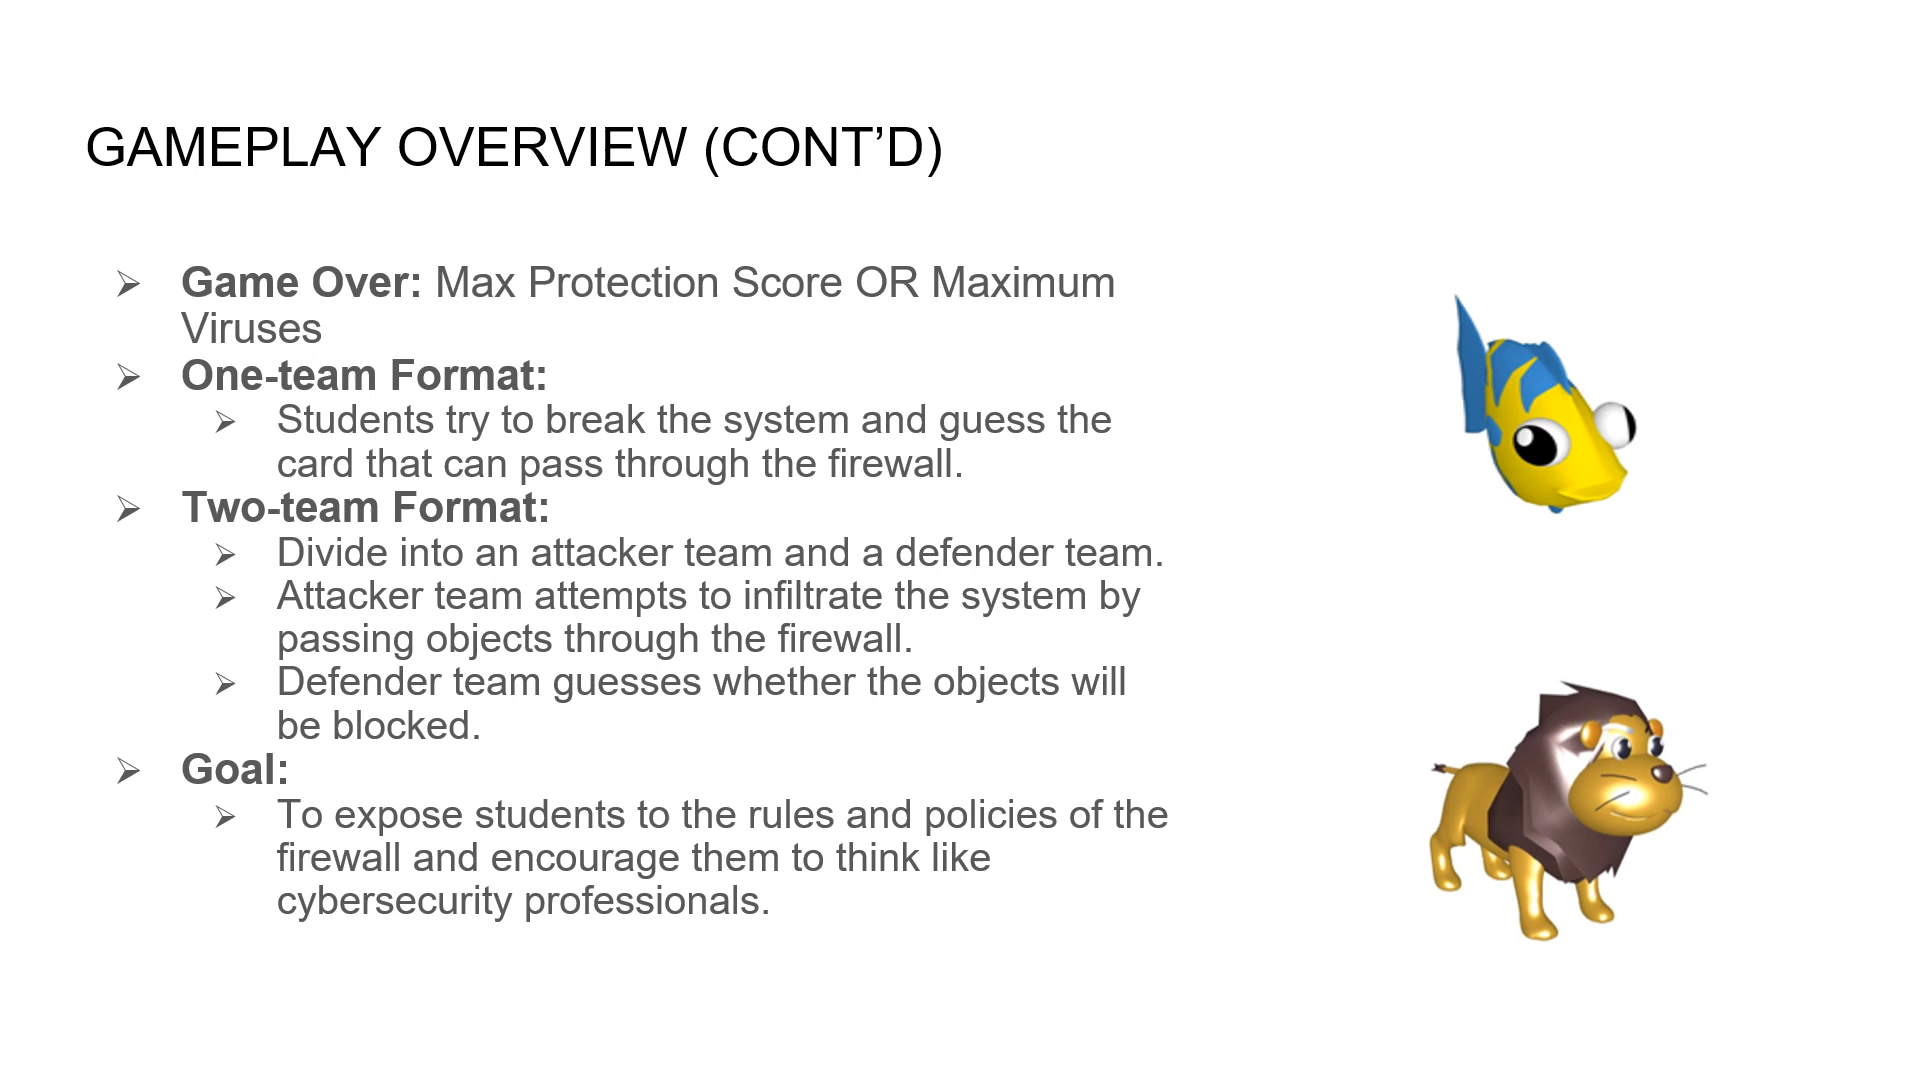 GAMEPLAY OVERVIEW (CONT’D)
➢ Game Over: Max Protection Score OR Maximum
Viruses
➢ One-team Format:
➢ Students try to break the system and guess the
card that can pass through the firewall.
➢ Two-team Format:
➢ Divide into an attacker team and a defender team.
➢ Attacker team attempts to infiltrate the system by
passing objects through the firewall.
➢ Defender team guesses whether the objects will
be blocked.
➢ Goal:
➢ To expose students to the rules and policies of the
firewall and encourage them to think like
cybersecurity professionals.